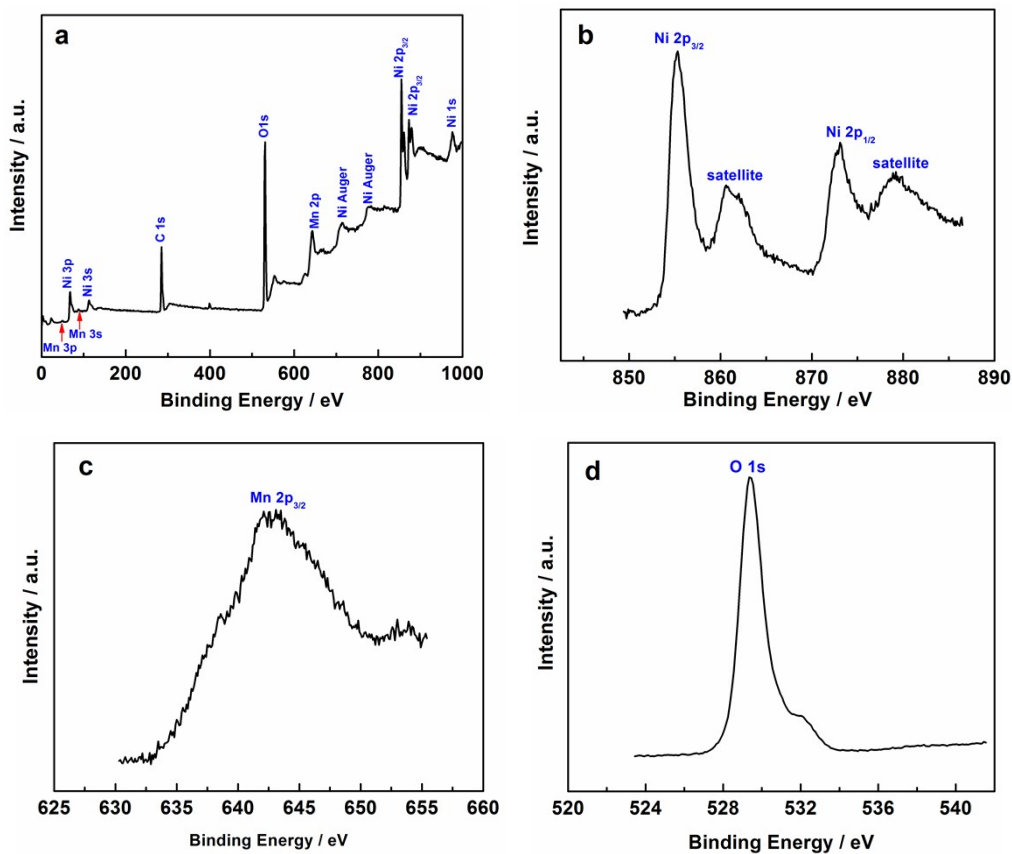 a
Intensity / a.u.
Ni 3p
Ni 3s
Mn 3p
Mn 3s
C 1s
O1s
Mn 2p
Ni Auger
Ni Auger
Ni 2p3/2
Ni 2p3/2
Ni 1s
0 200 400 600 800 1000
Binding Energy / eV
b
Intensity / a.u.
Ni 2p3/2
satellite
Ni 2p1/2
satellite
850 860 870 880 890
Binding Energy / eV
c
Intensity / a.u.
Mn 2p3/2
625 630 635 640 645 650 655 660
Binding Energy / eV
d
Intensity / a.u.
O 1s
520 524 528 532 536 540
Binding Energy / eV